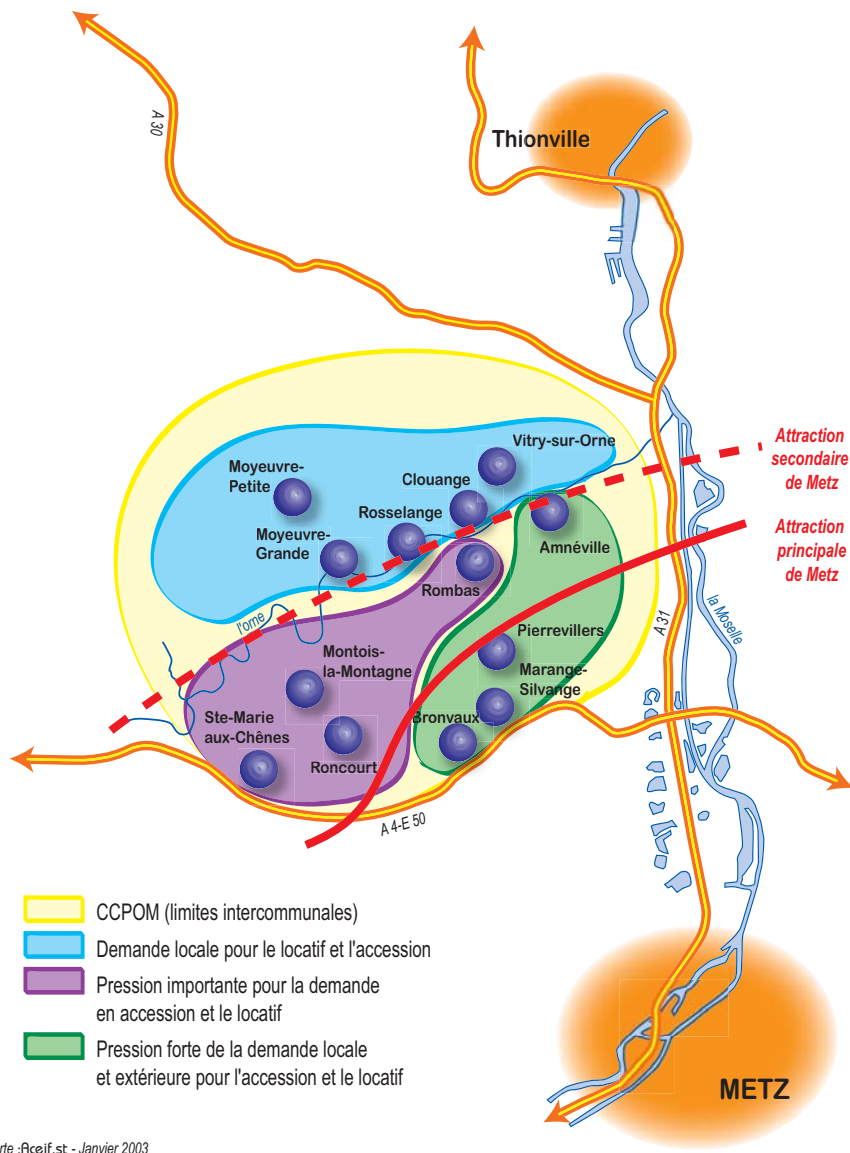 A 30
Thionville
Attraction
secondaire
de Metz
Attraction
principale
de Metz
Vitry-sur-Orne
Moyeuvre-
Petite
Clouange
Rosselange
Moyeuvre-
Grande
Amnéville
Rombas
l'orne
la Moselle
A 31
Pierrevillers
Montois-
la-Montagne
Marange-
Silvange
Ste-Marie
aux-Chênes
Bronvaux
Roncourt
A 4-E 50
CCPOM (limites intercommunales)
Demande locale pour le locatif et l'accession
Pression importante pour la demande
en accession et le locatif
Pression forte de la demande locale
et extérieure pour l'accession et le locatif
METZ
rte :Aceif.st - Janvier 2003